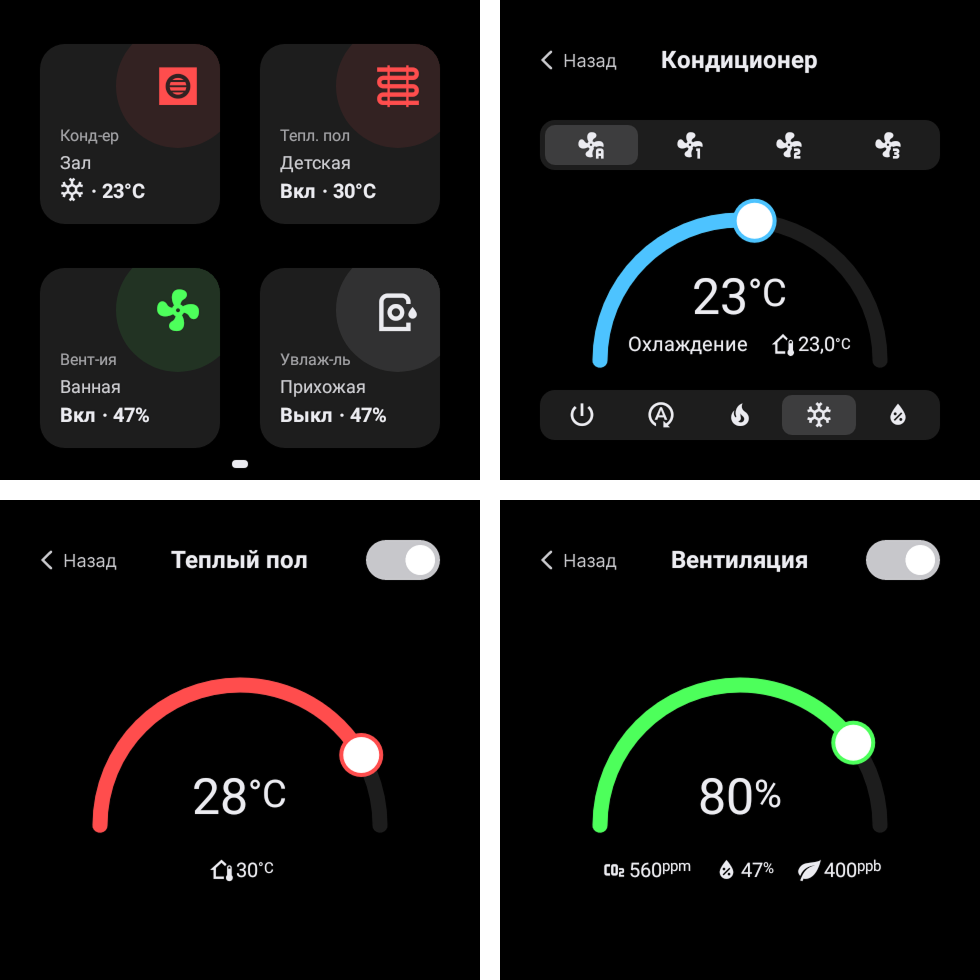 Конд-ер
Зал
· 23°C
Тепл. пол
Детская
Вкл · 30°C
Вент-ия
Ванная
Вкл · 47%
Увлаж-ль
Прихожая
Выкл · 47%
Назад
Кондиционер
A
1
2
3
23°C
Охлаждение
23,0°C
A
Назад
Теплый пол
28°C
30°C
Назад
Вентиляция
80%
CO2 560ppm
47%
400ppb